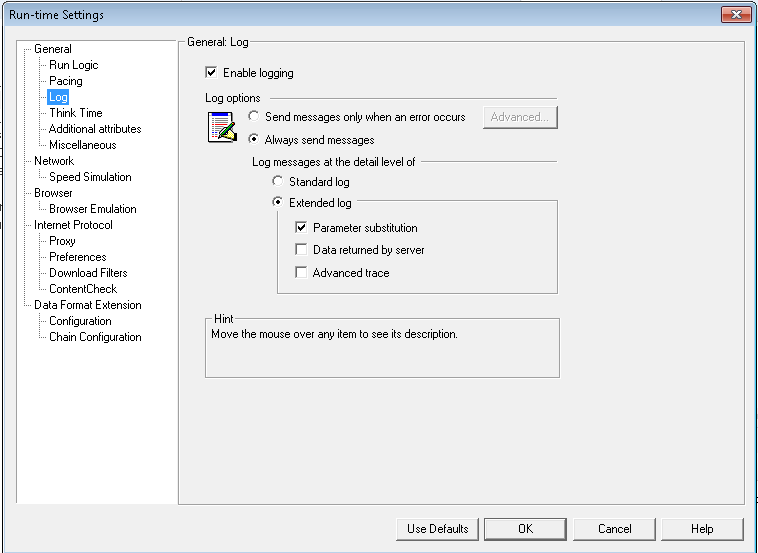 Run-time Settings
General
Run Logic
Pacing
Log
Think Time
Additional attributes
Miscellaneous
Network
Speed Simulation
Browser
Browser Emulation
Internet Protocol
Proxy
Preferences
Download Filters
ContentCheck
Data Format Extension
Configuration
Chain Configuration
General: Log
Enable logging
Log options
Send messages only when an error occurs
Advanced...
Always send messages
Log messages at the detail level of
Standard log
Extended log
Parameter substitution
Data returned by server
Advanced trace
Hint
Move the mouse over any item to see its description.
Use Defaults
OK
Cancel
Help